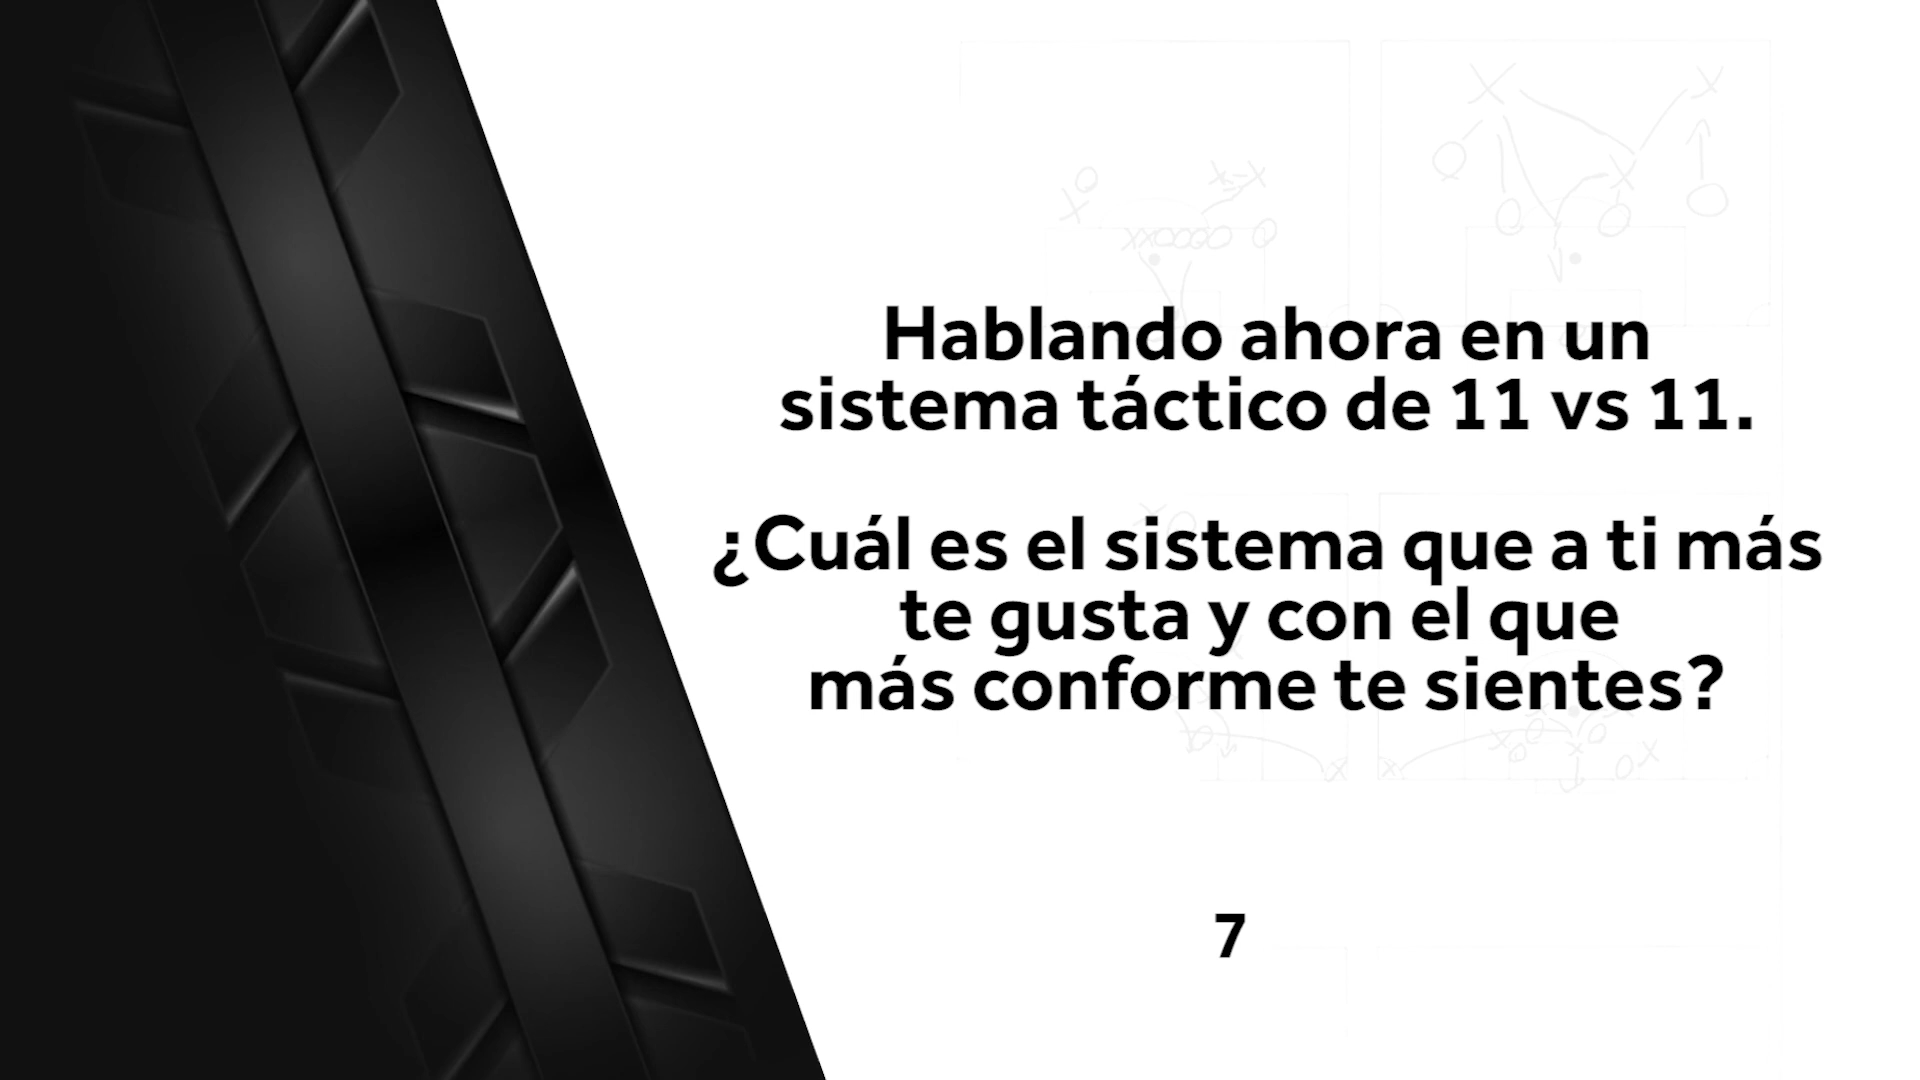 Hablando ahora en un
sistema táctico de 11 vs 11.
¿Cuál es el sistema que a ti más
te gusta y con el que
más conforme te sientes?
7